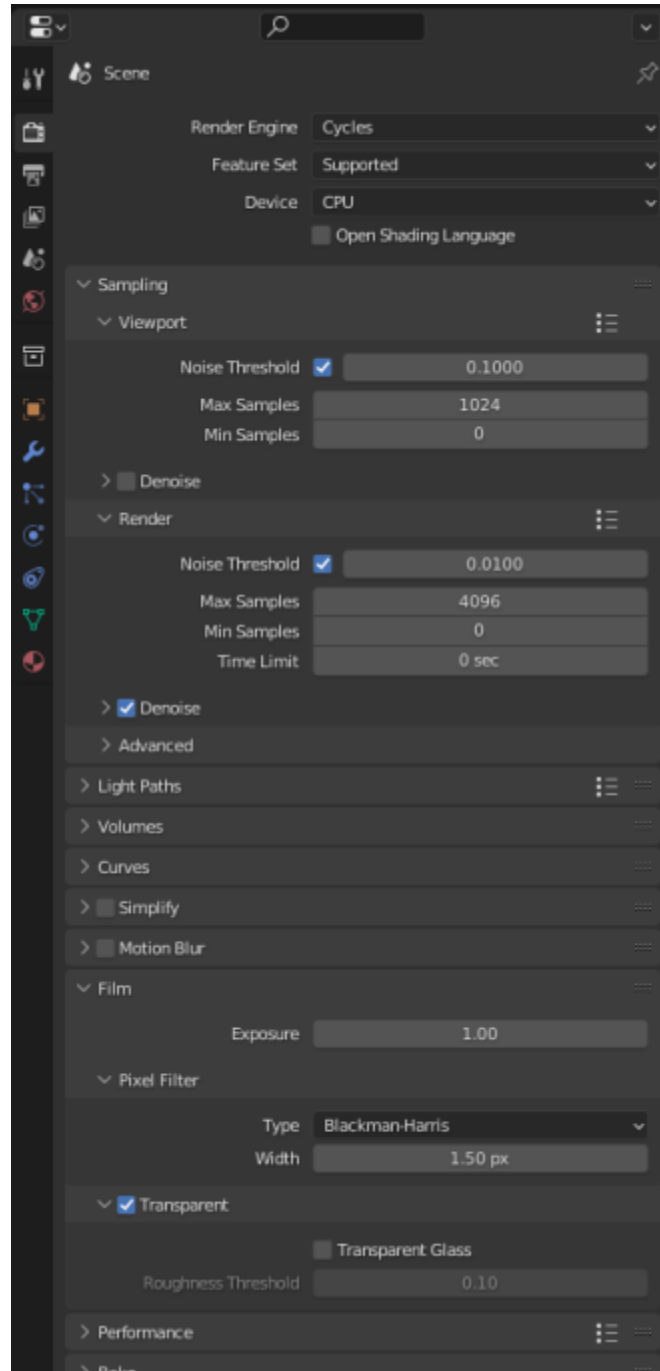 Scene
Render Engine Cycles
Feature Set Supported
Device CPU
Open Shading Language
Sampling
Viewport
Noise Threshold 0.1000
Max Samples 1024
Min Samples 0
Denoise
Render
Noise Threshold 0.0100
Max Samples 4096
Min Samples 0
Time Limit 0 sec
Denoise
Advanced
Light Paths
Volumes
Curves
Simplify
Motion Blur
Film
Exposure 1.00
Pixel Filter
Type Blackman-Harris
Width 1.50 px
Transparent
Transparent Glass
Roughness Threshold 0.10
Performance